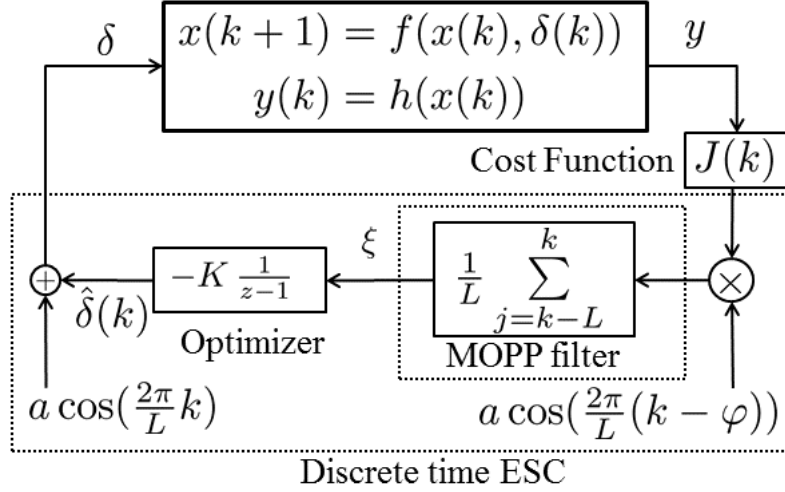 δ
x(k + 1) = f(x(k), δ(k))
y(k) = h(x(k))
y
Cost Function
J(k)
ξ
+
δ̂(k)
−K 1/(z−1)
Optimizer
1/L ∑_{j=k−L}^{k}
MOPP filter
×
a cos(2π/L k)
a cos(2π/L (k − φ))
Discrete time ESC